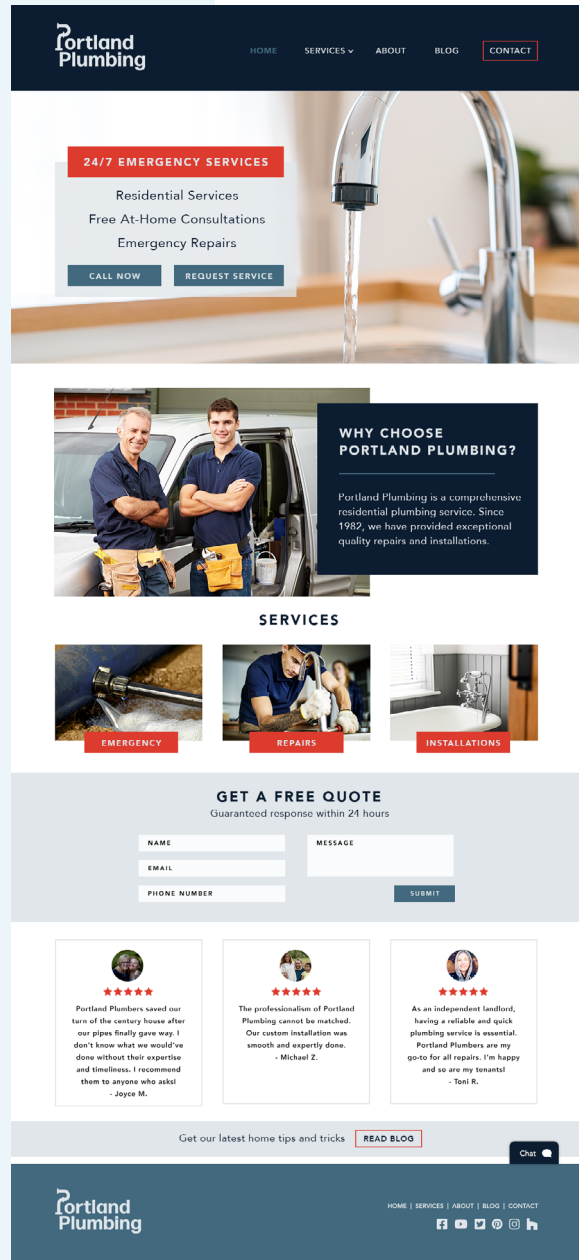 Portland
Plumbing
HOME SERVICES ABOUT BLOG CONTACT
24/7 EMERGENCY SERVICES
Residential Services
Free At-Home Consultations
Emergency Repairs
CALL NOW REQUEST SERVICE
WHY CHOOSE
PORTLAND PLUMBING?
Portland Plumbing is a comprehensive
residential plumbing service. Since
1982, we have provided exceptional
quality repairs and installations.
SERVICES
EMERGENCY
REPAIRS
INSTALLATIONS
GET A FREE QUOTE
Guaranteed response within 24 hours
NAME
EMAIL
PHONE NUMBER
MESSAGE
SUBMIT
Portland Plumbers saved our
turn of the century house after
our pipes finally gave way. I
don't know what we would've
done without their expertise
and timeliness. I recommend
them to anyone who asks!
- Joyce M.
The professionalism of Portland
Plumbing cannot be matched.
Our custom installation was
smooth and expertly done.
- Michael Z.
As an independent landlord,
having a reliable and quick
plumbing service is essential.
Portland Plumbers are my
go-to for all repairs. I'm happy
and so are my tenants!
- Toni R.
Get our latest home tips and tricks READ BLOG
Chat
Portland
Plumbing
HOME | SERVICES | ABOUT | BLOG | CONTACT